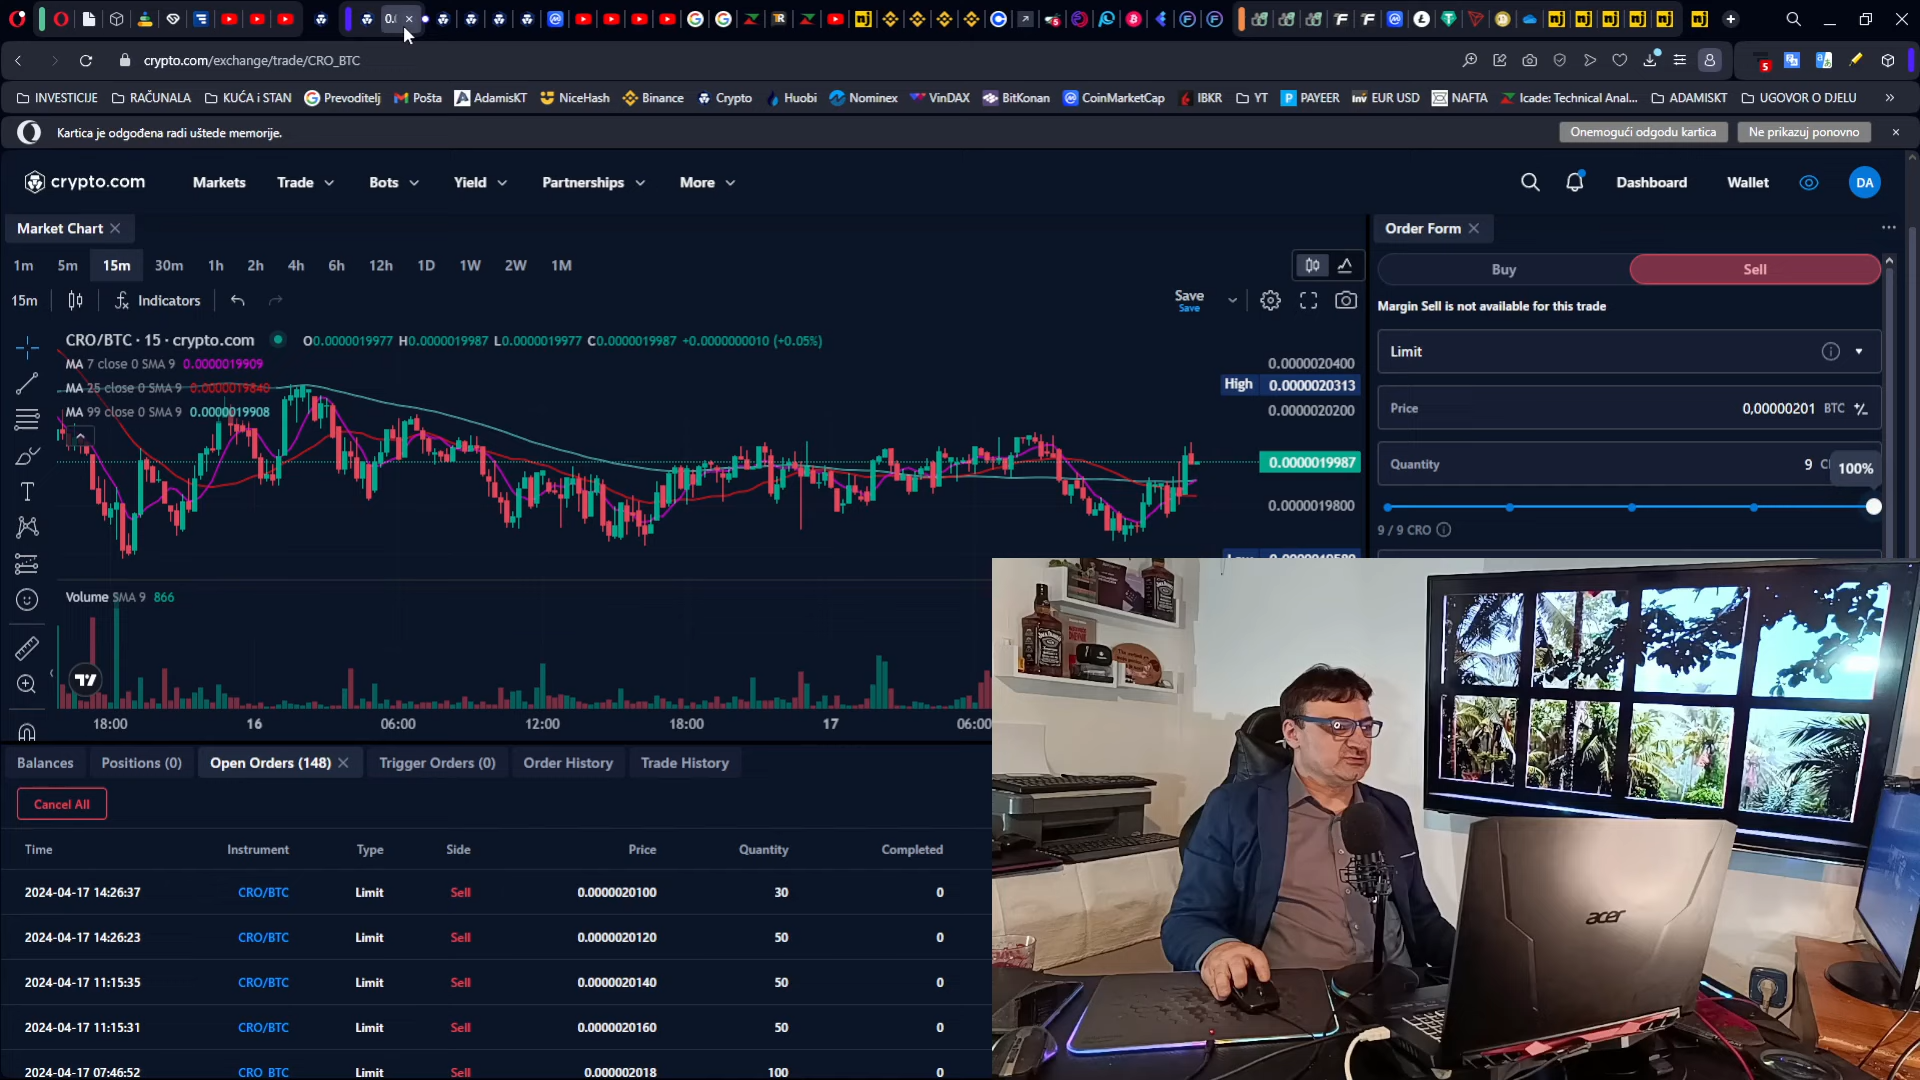 0.(
crypto.com/exchange/trade/CRO_BTC
INVESTICIJE RAČUNALA KUĆA i STAN Prevoditelj Pošta AdamisKT NiceHash Binance Crypto Huobi Nominex VinDAX BitKonan CoinMarketCap IBKR YT PAYEER EUR USD NAFTA Icade: Technical Anal... ADAMISKT UGOVOR O DJELU »
Kartica je odgođena radi uštede memorije. Onemogući odgodu kartica Ne prikazuj ponovno
crypto.com Markets Trade Bots Yield Partnerships More Dashboard Wallet DA
Market Chart
1m 5m 15m 30m 1h 2h 4h 6h 12h 1D 1W 2W 1M
15m Indicators Save
Save
CRO/BTC · 15 · crypto.com O0.0000019977 H0.0000019987 L0.0000019977 C0.0000019987 +0.0000000010 (+0.05%)
MA 7 close 0 SMA 9 0.0000019909
MA 25 close 0 SMA 9 0.0000019840
MA 99 close 0 SMA 9 0.0000019908
0.0000020400
High 0.0000020313
0.0000020200
0.0000019987
0.0000019800
Volume SMA 9 866
18:00 16 06:00 12:00 18:00 17 06:00
Order Form
Buy Sell
Margin Sell is not available for this trade
Limit
Price 0,00000201 BTC
Quantity 9 100%
9 / 9 CRO
Balances Positions (0) Open Orders (148) Trigger Orders (0) Order History Trade History
Cancel All
Time Instrument Type Side Price Quantity Completed
2024-04-17 14:26:37 CRO/BTC Limit Sell 0.0000020100 30 0
2024-04-17 14:26:23 CRO/BTC Limit Sell 0.0000020120 50 0
2024-04-17 11:15:35 CRO/BTC Limit Sell 0.0000020140 50 0
2024-04-17 11:15:31 CRO/BTC Limit Sell 0.0000020160 50 0
2024-04-17 07:46:52 CRO BTC Limit Sell 0.000002018 100 0
acer